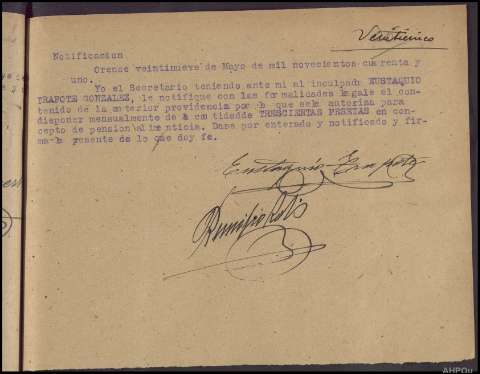 Veinticinco
Notificacion
Orense veintinueve de Mayo de mil novecientos cuarenta y
uno.
Yo el Secretario teniendo ante mi al inculpado EUSTAQUIO
TRAPOTE GONZALEZ, le notifique con las formalidades legales el con-
tenido de la anterior providencia por la que se le autoriza para
disponer mensualmente de la cantidadde TRESCIENTAS PESETAS en con-
cepto de pension alimenticia. Dase por enterado y notificado y fir-
ma la presente de lo que doy fe.
Eustaquio Trapote
AHPOu